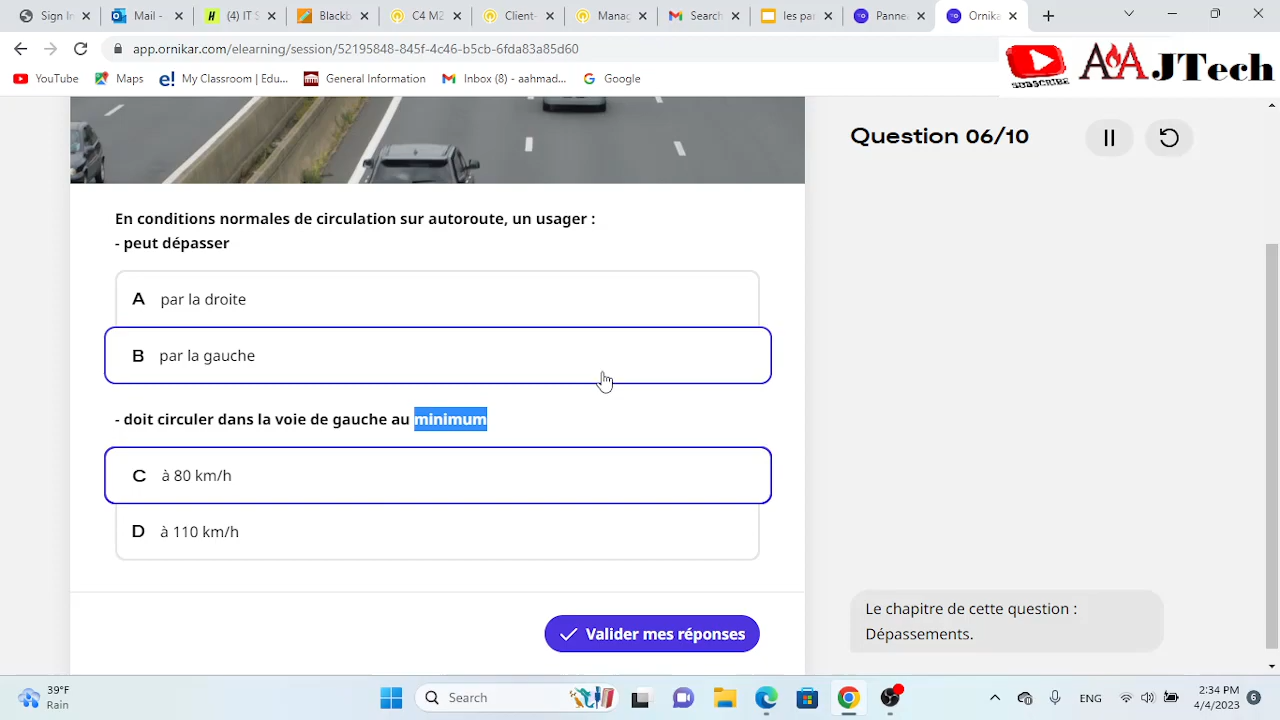 Sign In
Mail -
(4)
Blackb
C4 M2
Client-
Manag
Search
les pa
Panne
Ornika
app.ornikar.com/elearning/session/52195848-845f-4c46-b5cb-6fda83a85d60
YouTube
Maps
My Classroom | Edu...
General Information
Inbox (8) - aahmad...
Google
SUBSCRIBE
AAJTech
Question 06/10
En conditions normales de circulation sur autoroute, un usager :
- peut dépasser
A par la droite
B par la gauche
- doit circuler dans la voie de gauche au minimum
C à 80 km/h
D à 110 km/h
Valider mes réponses
Le chapitre de cette question :
Dépassements.
39°F
Rain
Search
ENG
2:34 PM
4/4/2023
6